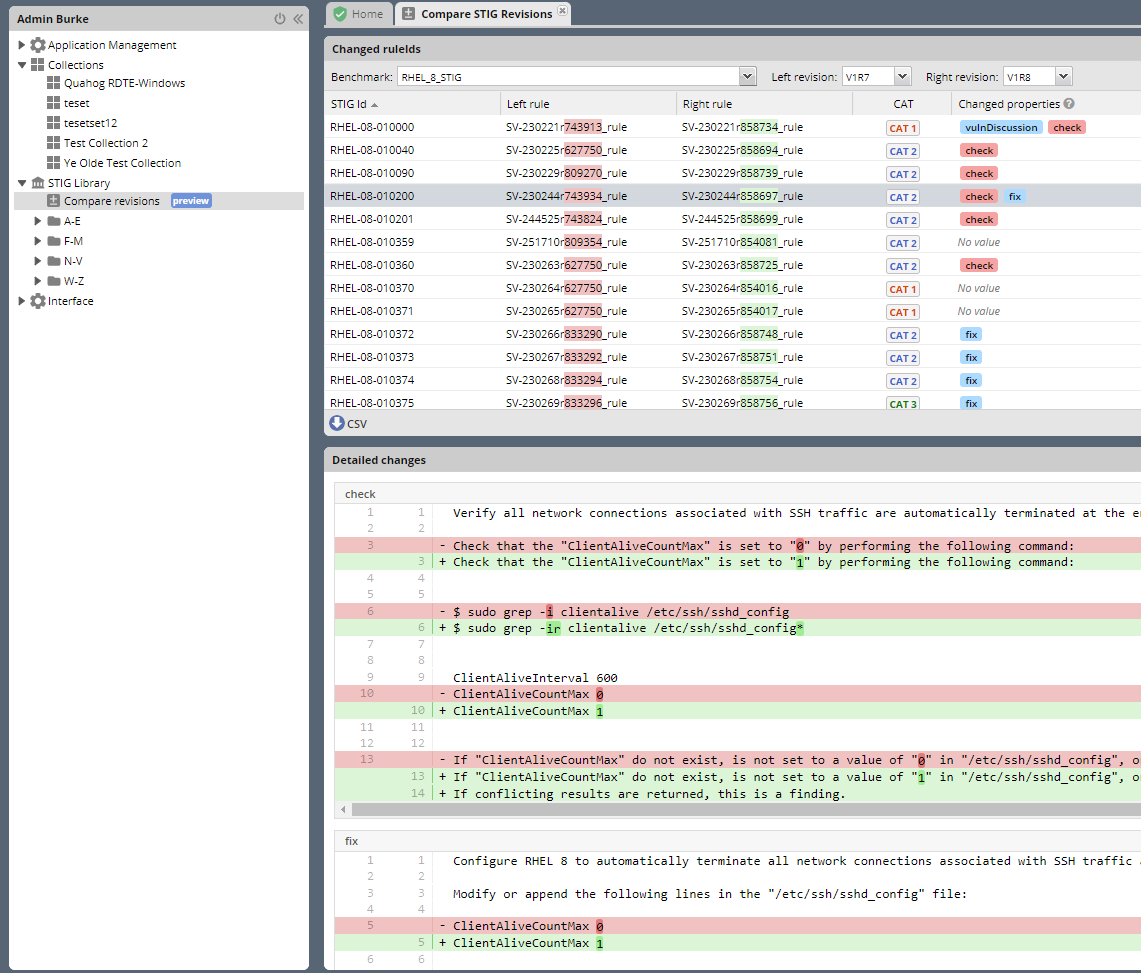 Admin Burke
Application Management
Collections
Quahog RDTE-Windows
teset
tesetset12
Test Collection 2
Ye Olde Test Collection
STIG Library
Compare revisions preview
A-E
F-M
N-V
W-Z
Interface
Home Compare STIG Revisions
Changed ruleIds
Benchmark: RHEL_8_STIG Left revision: V1R7 Right revision: V1R8
STIG Id Left rule Right rule CAT Changed properties ?
RHEL-08-010000 SV-230221r743913_rule SV-230221r858734_rule CAT 1 vulnDiscussion check
RHEL-08-010040 SV-230225r627750_rule SV-230225r858694_rule CAT 2 check
RHEL-08-010090 SV-230229r809270_rule SV-230229r858739_rule CAT 2 check
RHEL-08-010200 SV-230244r743934_rule SV-230244r858697_rule CAT 2 check fix
RHEL-08-010201 SV-244525r743824_rule SV-244525r858699_rule CAT 2 check
RHEL-08-010359 SV-251710r809354_rule SV-251710r854081_rule CAT 2 No value
RHEL-08-010360 SV-230263r627750_rule SV-230263r858725_rule CAT 2 check
RHEL-08-010370 SV-230264r627750_rule SV-230264r854016_rule CAT 1 No value
RHEL-08-010371 SV-230265r627750_rule SV-230265r854017_rule CAT 1 No value
RHEL-08-010372 SV-230266r833290_rule SV-230266r858748_rule CAT 2 fix
RHEL-08-010373 SV-230267r833292_rule SV-230267r858751_rule CAT 2 fix
RHEL-08-010374 SV-230268r833294_rule SV-230268r858754_rule CAT 2 fix
RHEL-08-010375 SV-230269r833296_rule SV-230269r858756_rule CAT 3 fix
CSV
Detailed changes
check
1 1 Verify all network connections associated with SSH traffic are automatically terminated at the e
2 2
3 - Check that the "ClientAliveCountMax" is set to "0" by performing the following command:
3 + Check that the "ClientAliveCountMax" is set to "1" by performing the following command:
4 4
5 5
6 - $ sudo grep -i clientalive /etc/ssh/sshd_config
6 + $ sudo grep -ir clientalive /etc/ssh/sshd_config*
7 7
8 8
9 9 ClientAliveInterval 600
10 - ClientAliveCountMax 0
10 + ClientAliveCountMax 1
11 11
12 12
13 - If "ClientAliveCountMax" do not exist, is not set to a value of "0" in "/etc/ssh/sshd_config", o
13 + If "ClientAliveCountMax" do not exist, is not set to a value of "1" in "/etc/ssh/sshd_config", o
14 + If conflicting results are returned, this is a finding.
fix
1 1 Configure RHEL 8 to automatically terminate all network connections associated with SSH traffic
2 2
3 3 Modify or append the following lines in the "/etc/ssh/sshd_config" file:
4 4
5 - ClientAliveCountMax 0
5 + ClientAliveCountMax 1
6 6